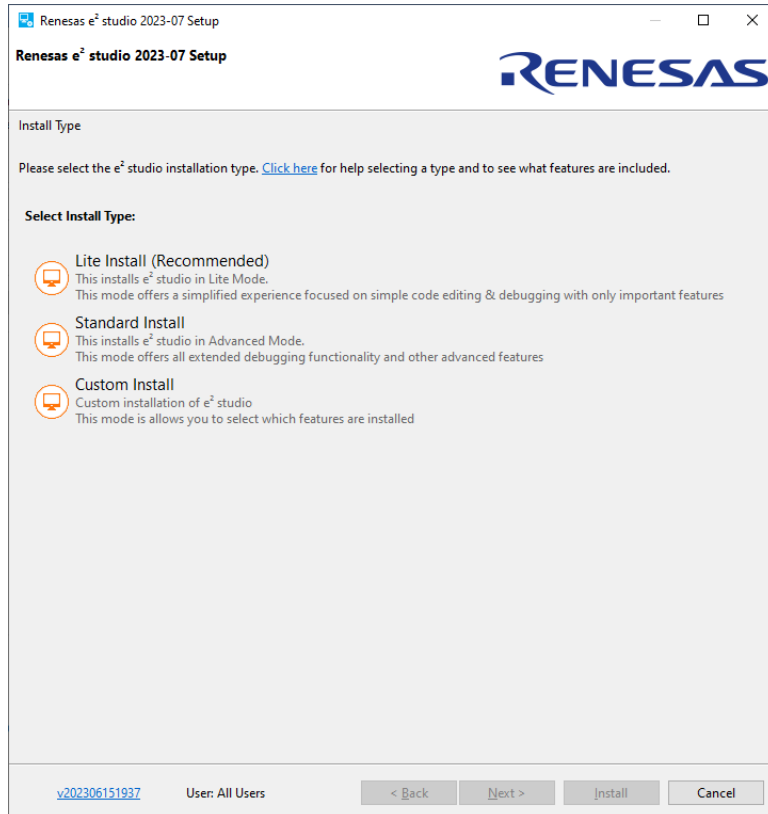 Renesas e² studio 2023-07 Setup
Renesas e² studio 2023-07 Setup
RENESAS
Install Type
Please select the e² studio installation type. Click here for help selecting a type and to see what features are included.
Select Install Type:
Lite Install (Recommended)
This installs e² studio in Lite Mode.
This mode offers a simplified experience focused on simple code editing & debugging with only important features
Standard Install
This installs e² studio in Advanced Mode.
This mode offers all extended debugging functionality and other advanced features
Custom Install
Custom installation of e² studio
This mode is allows you to select which features are installed
v202306151937 User: All Users < Back Next > Install Cancel